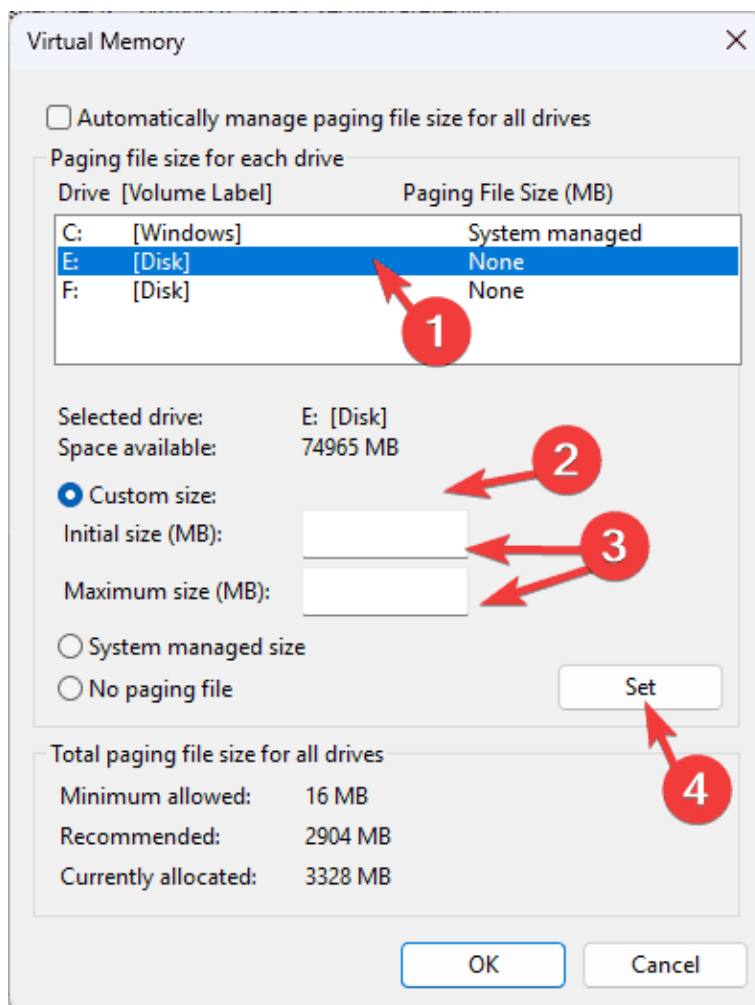 Virtual Memory
Automatically manage paging file size for all drives
Paging file size for each drive
Drive [Volume Label] Paging File Size (MB)
C: [Windows] System managed
E: [Disk] None
F: [Disk] None
1
Selected drive: E: [Disk]
Space available: 74965 MB
2
Custom size:
Initial size (MB):
3
Maximum size (MB):
System managed size
No paging file
Set
4
Total paging file size for all drives
Minimum allowed: 16 MB
Recommended: 2904 MB
Currently allocated: 3328 MB
OK Cancel